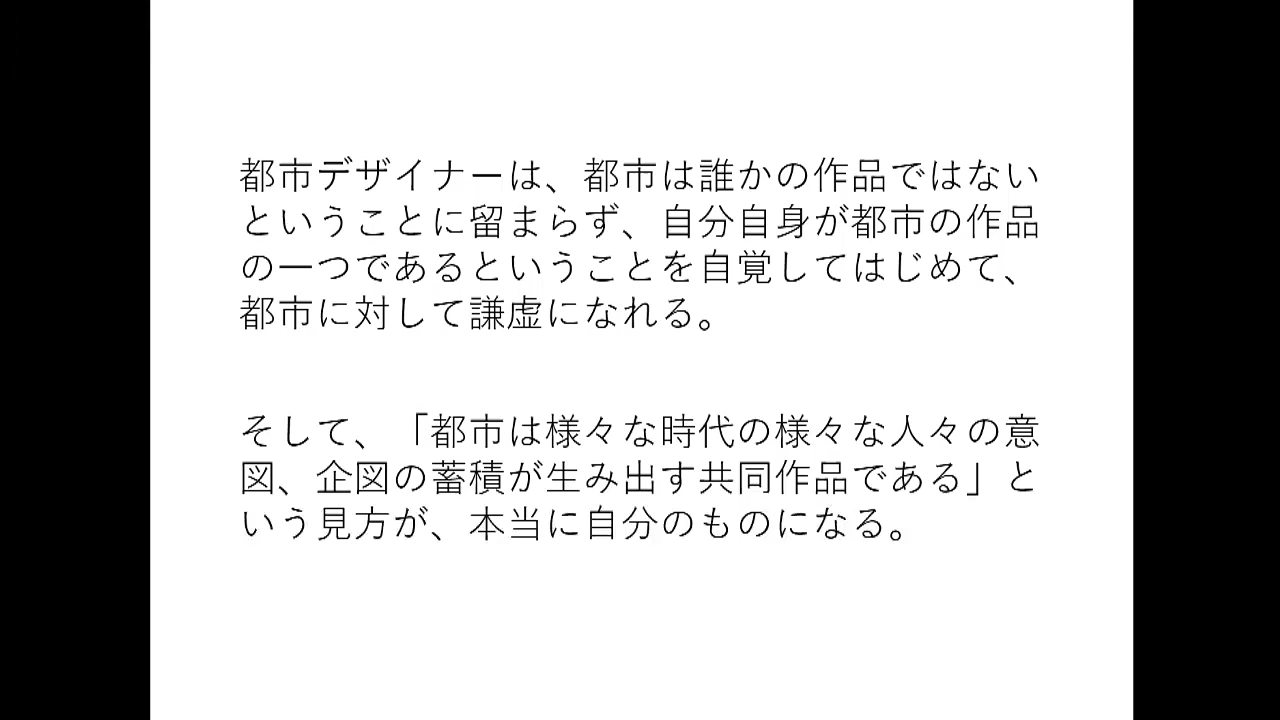 都市デザイナーは、都市は誰かの作品ではない
ということに留まらず、自分自身が都市の作品
の一つであるということを自覚してはじめて、
都市に対して謙虚になれる。
そして、「都市は様々な時代の様々な人々の意
図、企図の蓄積が生み出す共同作品である」と
いう見方が、本当に自分のものになる。